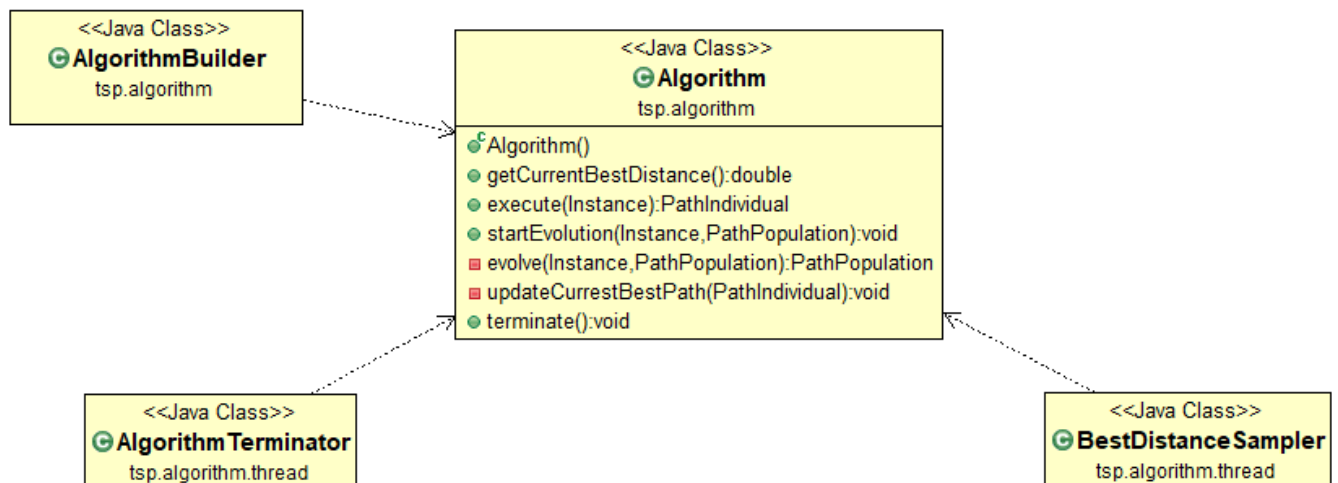 <<Java Class>>
AlgorithmBuilder
tsp.algorithm
<<Java Class>>
Algorithm
tsp.algorithm
Algorithm()
getCurrentBestDistance():double
execute(Instance):PathIndividual
startEvolution(Instance,PathPopulation):void
evolve(Instance,PathPopulation):PathPopulation
updateCurrestBestPath(PathIndividual):void
terminate():void
<<Java Class>>
AlgorithmTerminator
tsp.algorithm.thread
<<Java Class>>
BestDistanceSampler
tsp.algorithm.thread